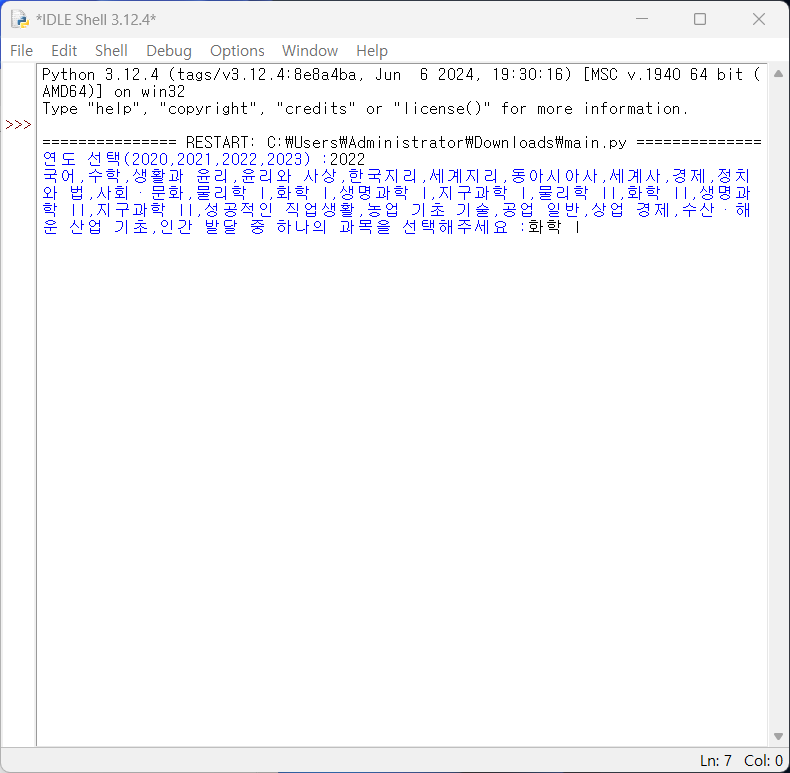 *IDLE Shell 3.12.4*
File Edit Shell Debug Options Window Help
Python 3.12.4 (tags/v3.12.4:8e8a4ba, Jun  6 2024, 19:30:16) [MSC v.1940 64 bit (
AMD64)] on win32
Type "help", "copyright", "credits" or "license()" for more information.
>>>
=============== RESTART: C:₩Users₩Administrator₩Downloads₩main.py ==============
연도 선택(2020,2021,2022,2023) :2022
국어,수학,생활과 윤리,윤리와 사상,한국지리,세계지리,동아시아사,세계사,경제,정치
와 법,사회ㆍ문화,물리학 I,화학 I,생명과학 I,지구과학 I,물리학 II,화학 II,생명과
학 II,지구과학 II,성공적인 직업생활,농업 기초 기술,공업 일반,상업 경제,수산ㆍ해
운 산업 기초,인간 발달 중 하나의 과목을 선택해주세요 :화학 I
Ln: 7 Col: 0